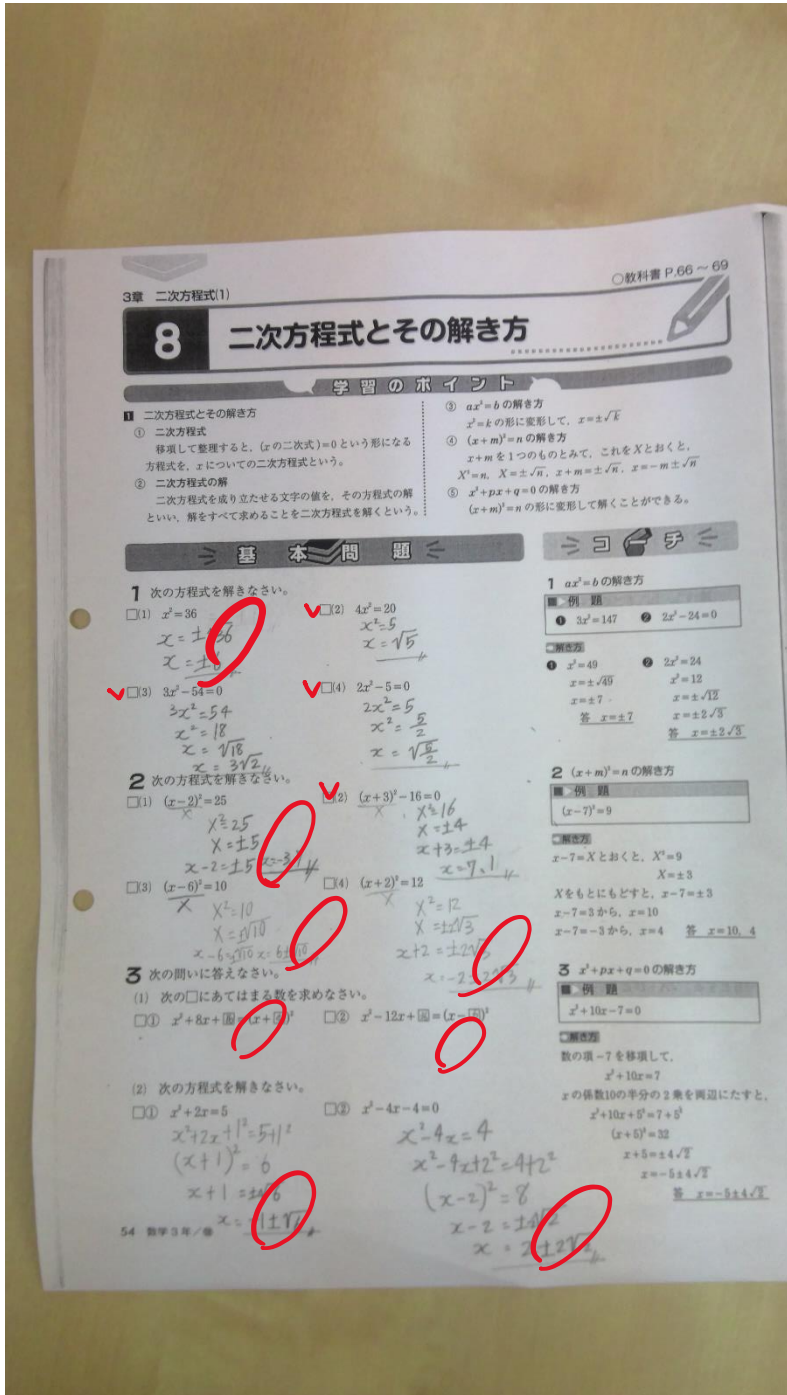 ○教科書 P.66～69
3章 二次方程式(1)
8 二次方程式とその解き方
学習のポイント
1 二次方程式とその解き方
① 二次方程式
移項して整理すると，(xの二次式)=0という形になる
方程式を，xについての二次方程式という。
② 二次方程式の解
二次方程式を成り立たせる文字の値を，その方程式の解
といい，解をすべて求めることを二次方程式を解くという。
③ ax²=bの解き方
x²=kの形に変形して，x=±√k
④ (x+m)²=nの解き方
x+mを1つのものとみて，これをXとおくと，
X²=n，X=±√n，x+m=±√n，x=-m±√n
⑤ x²+px+q=0の解き方
(x+m)²=nの形に変形して解くことができる。
基本問題
1 次の方程式を解きなさい。
□(1) x²=36
x=±√36
x=±6
□(2) 4x²=20
x²=5
x=√5
□(3) 3x²-54=0
3x²=54
x²=18
x=√18
x=3√2
□(4) 2x²-5=0
2x²=5
x²=5/2
x=√5/2
2 次の方程式を解きなさい。
□(1) (x-2)²=25
X
X²=25
X=±5
x-2=±5
□(2) (x+3)²-16=0
X
X²=16
X=±4
x+3=±4
x=7,1
□(3) (x-6)²=10
X
X²=10
X=±√10
x-6=±√10 x=6±√10
□(4) (x+2)²=12
X
X²=12
X=±2√3
x+2=±2√3
x=-2±2√3
3 次の問いに答えなさい。
(1) 次の□にあてはまる数を求めなさい。
□① x²+8x+16=(x+4)²
□② x²-12x+36=(x-6)²
(2) 次の方程式を解きなさい。
□① x²+2x=5
x²+2x+1²=5+1²
(x+1)²=6
x+1=±√6
x=-1±√6
□② x²-4x-4=0
x²-4x=4
x²-4x+2²=4+2²
(x-2)²=8
x-2=±2√2
x=2±2√2
54 数学3年／
コーチ
1 ax²=bの解き方
例題
❶ 3x²=147 ❷ 2x²-24=0
解き方
❶ x²=49
x=±√49
x=±7
答 x=±7
❷ 2x²=24
x²=12
x=±√12
x=±2√3
答 x=±2√3
2 (x+m)²=nの解き方
例題
(x-7)²=9
解き方
x-7=Xとおくと，X²=9
X=±3
Xをもとにもどすと，x-7=±3
x-7=3から，x=10
x-7=-3から，x=4 答 x=10，4
3 x²+px+q=0の解き方
例題
x²+10x-7=0
解き方
数の項-7を移項して，
x²+10x=7
xの係数10の半分の2乗を両辺にたすと，
x²+10x+5²=7+5²
(x+5)²=32
x+5=±4√2
x=-5±4√2
答 x=-5±4√2